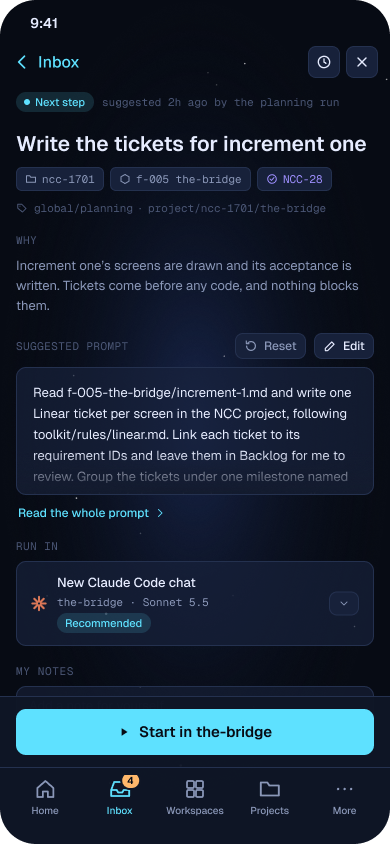 9:41
Inbox
Next step suggested 2h ago by the planning run
Write the tickets for increment one
ncc-1701 f-005 the-bridge NCC-28
global/planning · project/ncc-1701/the-bridge
WHY
Increment one's screens are drawn and its acceptance is
written. Tickets come before any code, and nothing blocks
them.
SUGGESTED PROMPT Reset Edit
Read f-005-the-bridge/increment-1.md and write one
Linear ticket per screen in the NCC project, following
toolkit/rules/linear.md. Link each ticket to its
requirement IDs and leave them in Backlog for me to
review. Group the tickets under one milestone named
Read the whole prompt
RUN IN
New Claude Code chat
the-bridge · Sonnet 5.5
Recommended
MY NOTES
Start in the-bridge
4
Home Inbox Workspaces Projects More